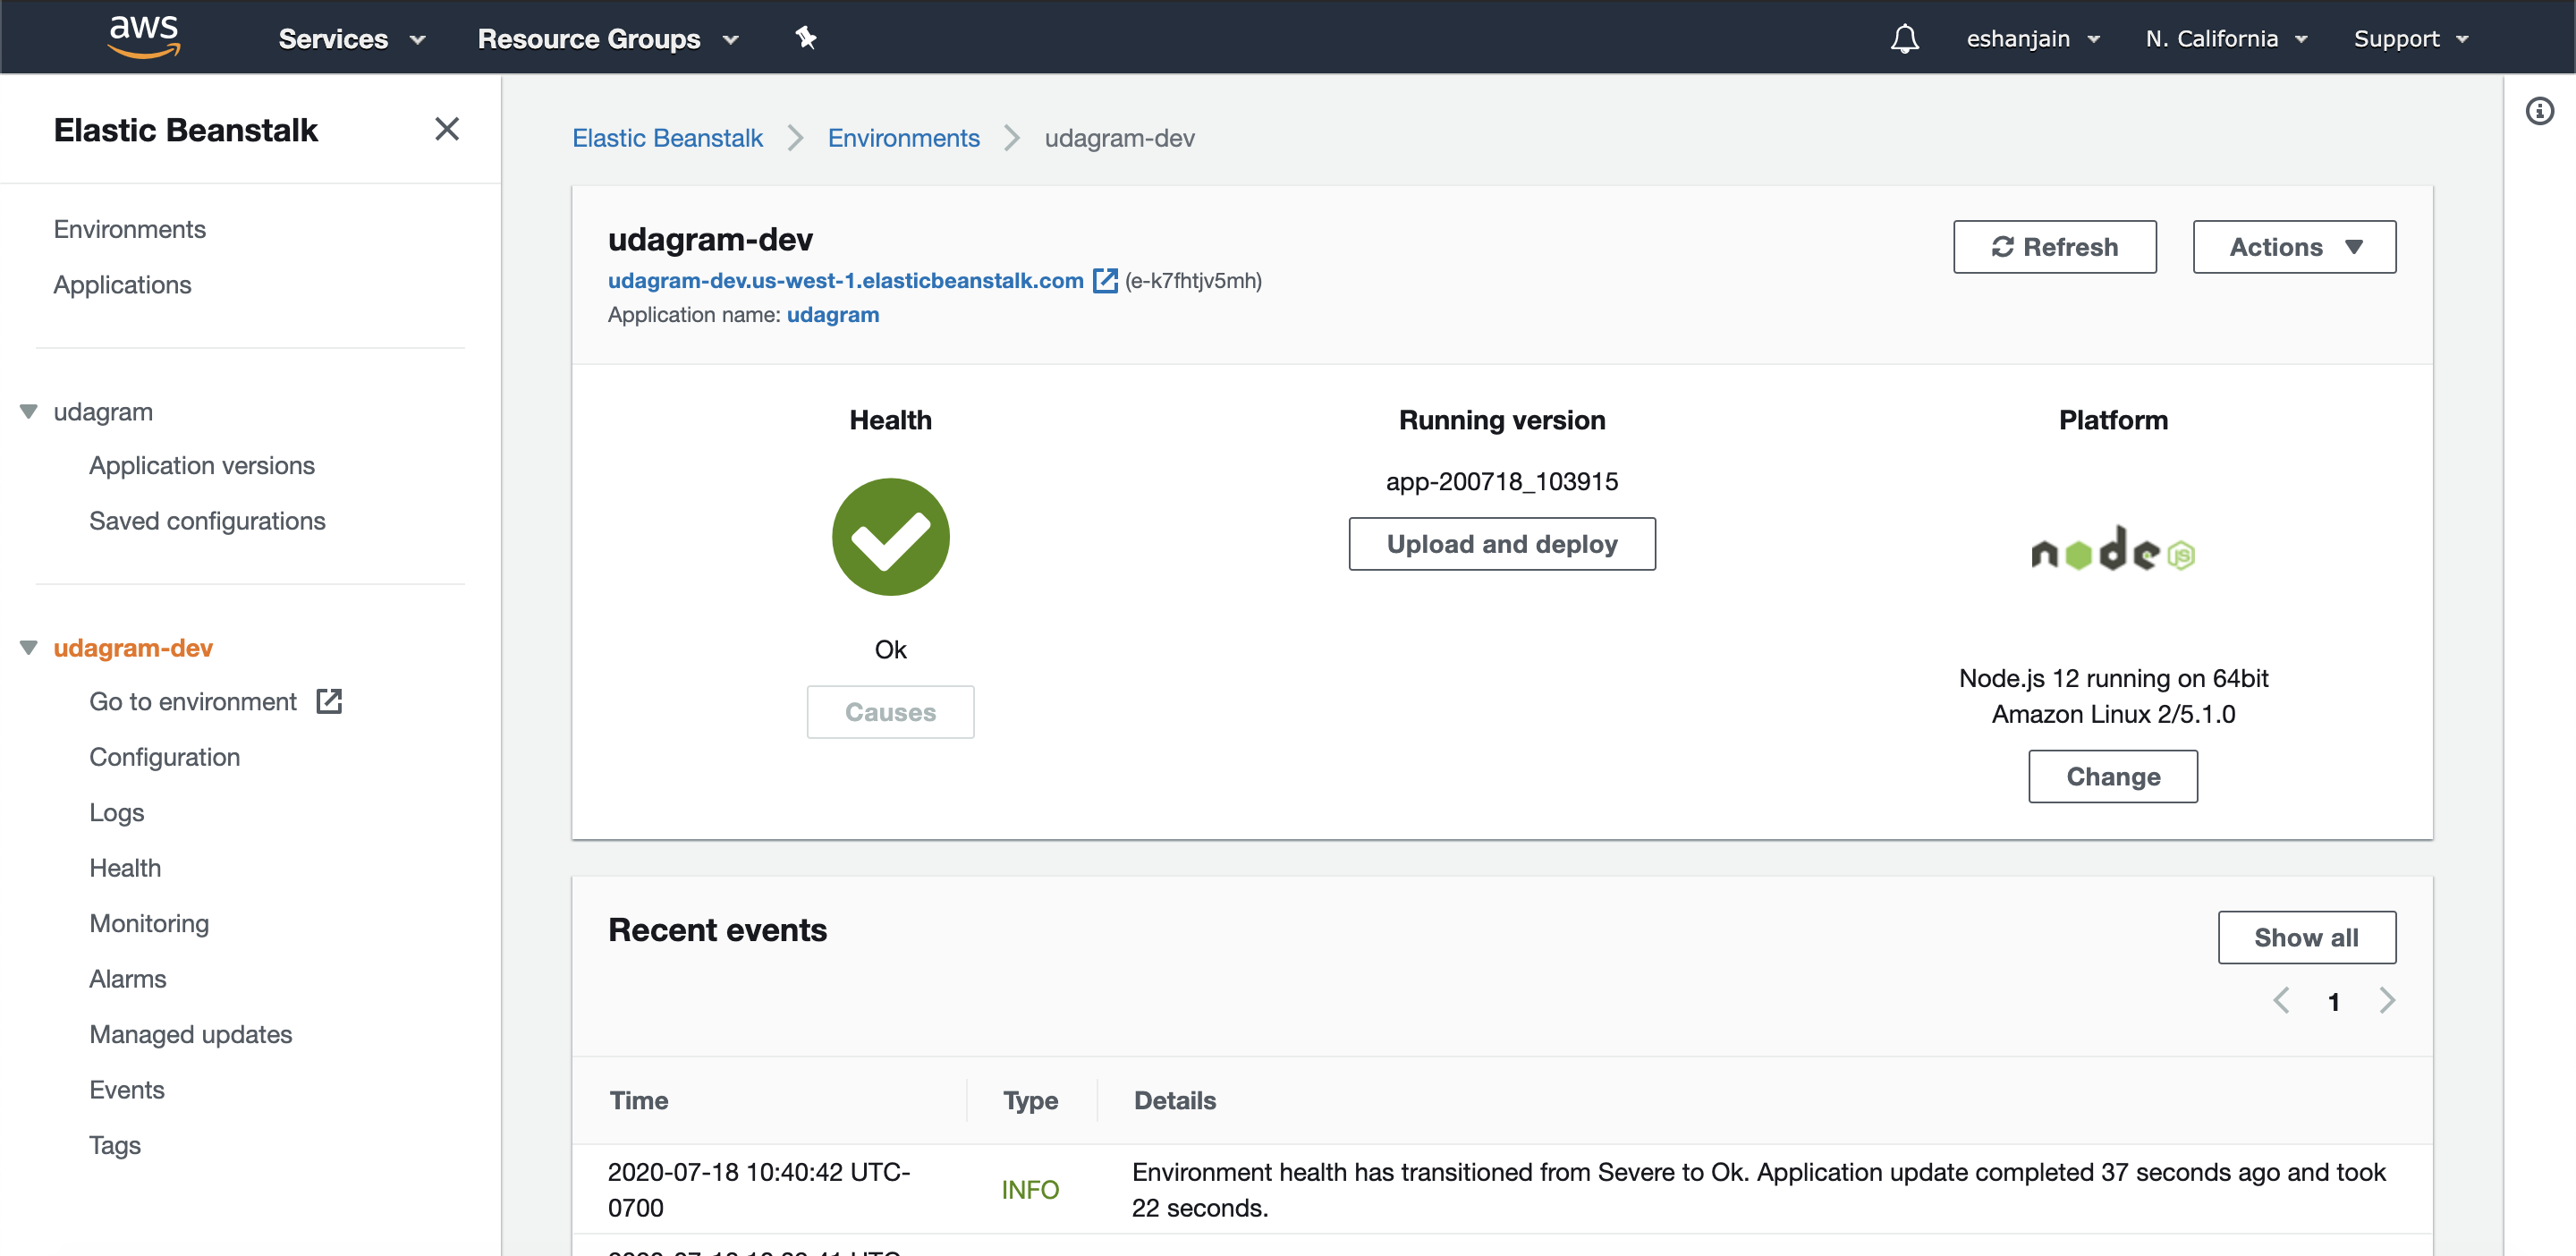 aws
Services
Resource Groups
eshanjain
N. California
Support
Elastic Beanstalk
Environments
Applications
udagram
Application versions
Saved configurations
udagram-dev
Go to environment
Configuration
Logs
Health
Monitoring
Alarms
Managed updates
Events
Tags
Elastic Beanstalk
Environments
udagram-dev
udagram-dev
udagram-dev.us-west-1.elasticbeanstalk.com (e-k7fhtjv5mh)
Application name: udagram
Refresh
Actions
Health
Ok
Causes
Running version
app-200718_103915
Upload and deploy
Platform
node JS
Node.js 12 running on 64bit
Amazon Linux 2/5.1.0
Change
Recent events
Show all
1
Time
Type
Details
2020-07-18 10:40:42 UTC-
0700
INFO
Environment health has transitioned from Severe to Ok. Application update completed 37 seconds ago and took
22 seconds.